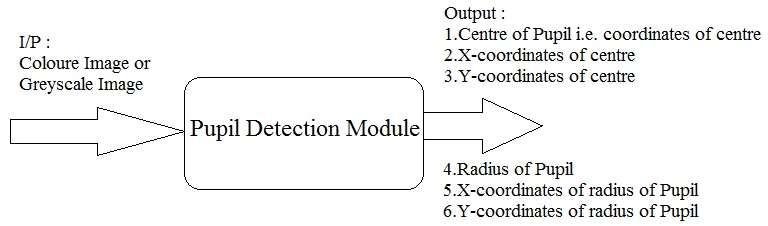 I/P :
Coloure Image or
Greyscale Image
Pupil Detection Module
Output :
1.Centre of Pupil i.e. coordinates of centre
2.X-coordinates of centre
3.Y-coordinates of centre
4.Radius of Pupil
5.X-coordinates of radius of Pupil
6.Y-coordinates of radius of Pupil